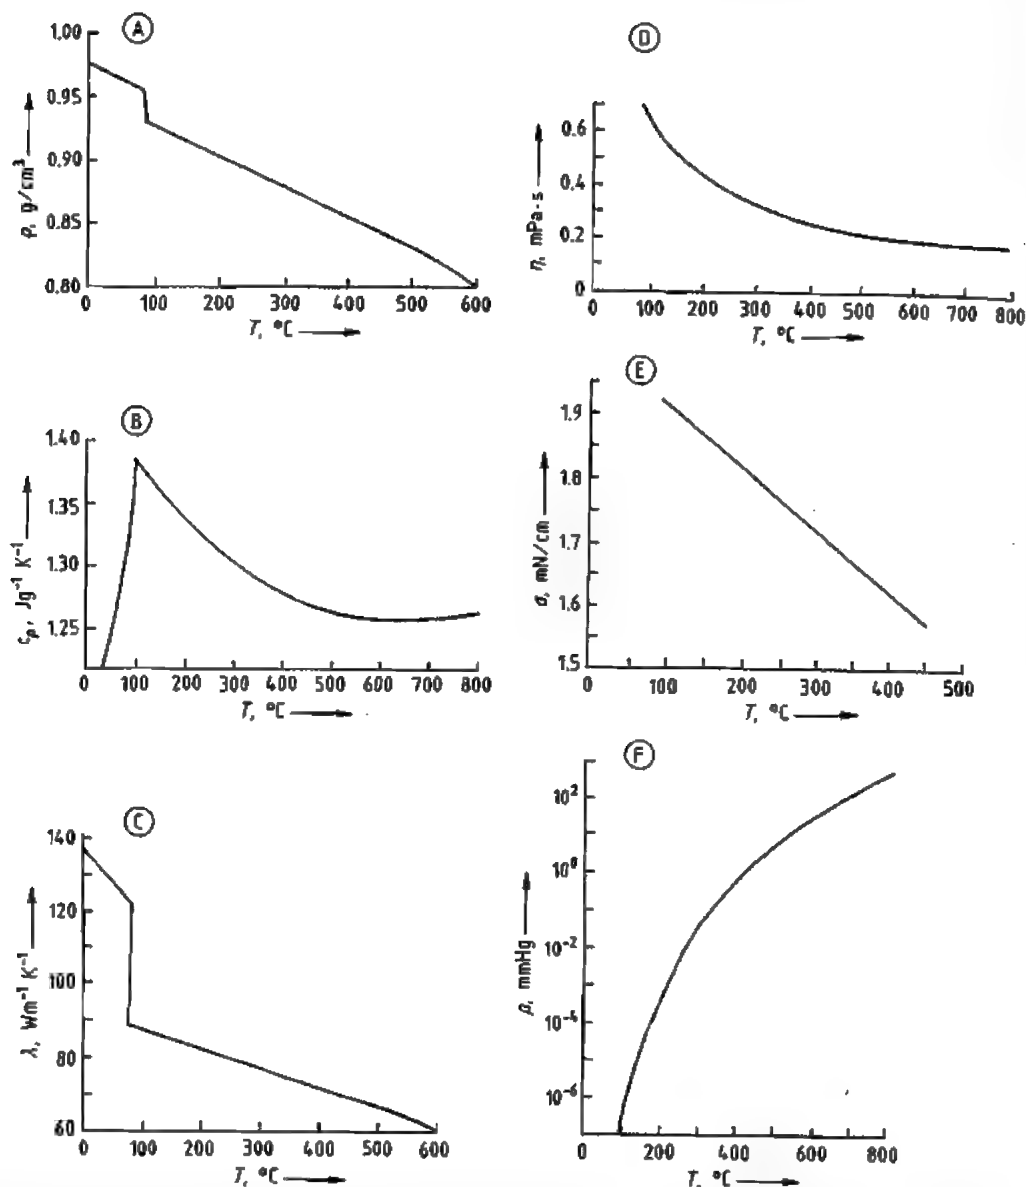 A
1.00
0.95
0.90
0.85
0.80
ρ, g/cm³
0 100 200 300 400 500 600
T, °C
B
1.40
1.35
1.30
1.25
cₚ, Jg⁻¹ K⁻¹
0 100 200 300 400 500 600 700 800
T, °C
C
140
120
100
80
60
λ, Wm⁻¹ K⁻¹
0 100 200 300 400 500 600
T, °C
D
0.6
0.4
0.2
0
η, mPa·s
0 100 200 300 400 500 600 700 800
T, °C
E
1.9
1.8
1.7
1.6
1.5
σ, mN/cm
0 100 200 300 400 500
T, °C
F
10²
10⁰
10⁻²
10⁻⁴
10⁻⁶
p, mmHg
0 200 400 600 800
T, °C